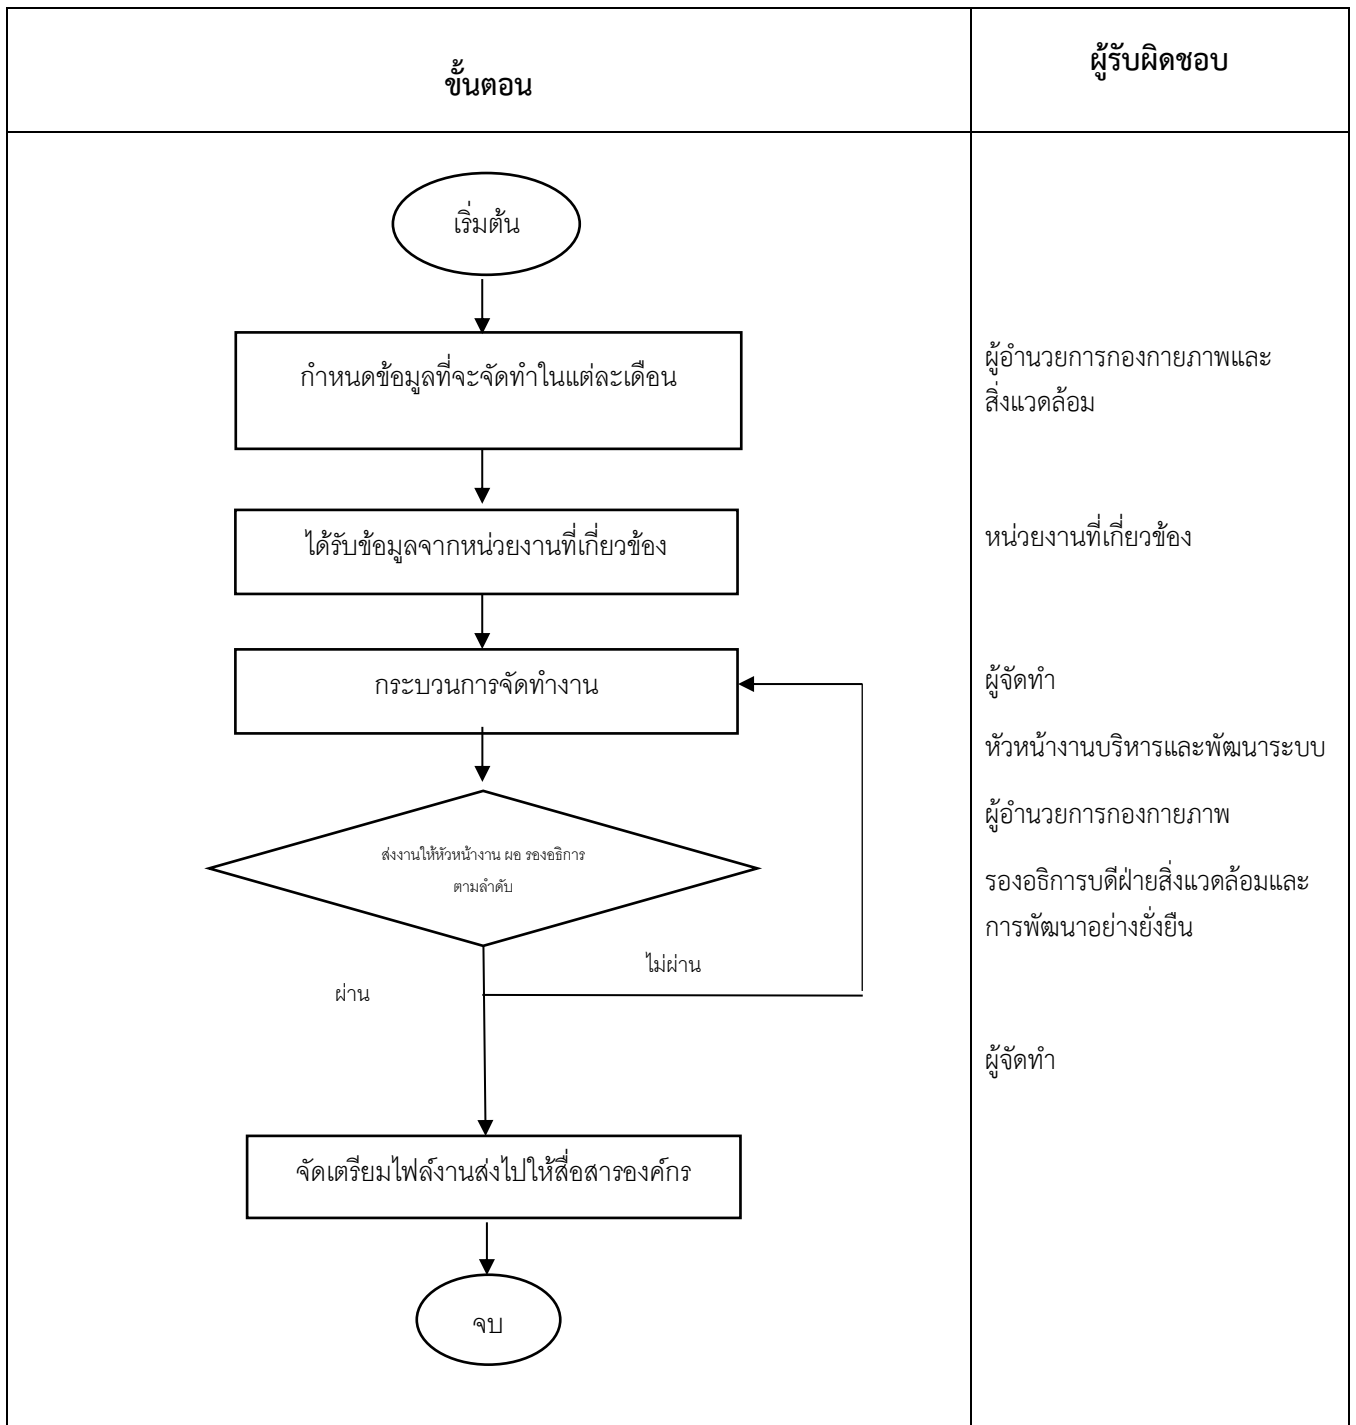 ขั้นตอน
ผู้รับผิดชอบ
เริ่มต้น
กำหนดข้อมูลที่จะจัดทำในแต่ละเดือน
ผู้อำนวยการกองกายภาพและ
สิ่งแวดล้อม
ได้รับข้อมูลจากหน่วยงานที่เกี่ยวข้อง
หน่วยงานที่เกี่ยวข้อง
กระบวนการจัดทำงาน
ผู้จัดทำ
หัวหน้างานบริหารและพัฒนาระบบ
ผู้อำนวยการกองกายภาพ
ส่งงานให้หัวหน้างาน ผอ รองอธิการ
ตามลำดับ
รองอธิการบดีฝ่ายสิ่งแวดล้อมและ
การพัฒนาอย่างยั่งยืน
ไม่ผ่าน
ผ่าน
ผู้จัดทำ
จัดเตรียมไฟล์งานส่งไปให้สื่อสารองค์กร
จบ